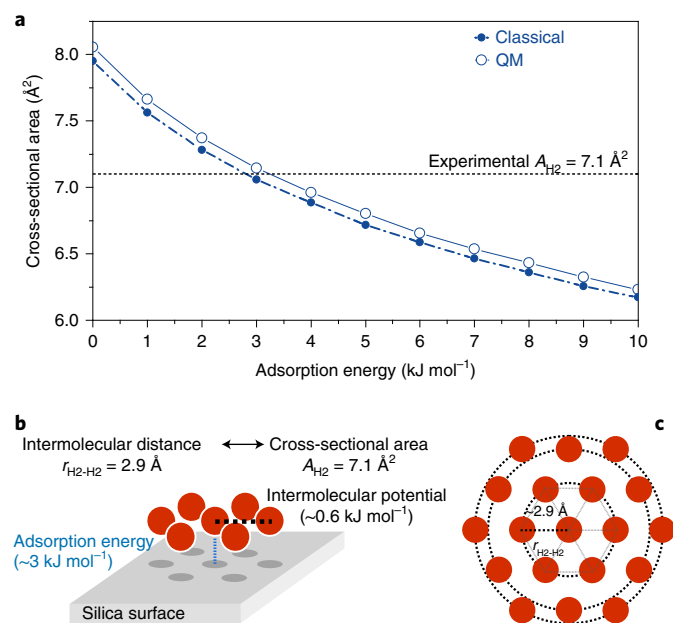 a
Classical
QM
Cross-sectional area (Å²)
8.0
7.5
7.0
6.5
6.0
Experimental A_H2 = 7.1 Å²
0 1 2 3 4 5 6 7 8 9 10
Adsorption energy (kJ mol⁻¹)
b
Intermolecular distance ⟷ Cross-sectional area
r_H2-H2 = 2.9 Å A_H2 = 7.1 Å²
Intermolecular potential
(~0.6 kJ mol⁻¹)
Adsorption energy
(~3 kJ mol⁻¹)
Silica surface
c
~2.9 Å
r_H2-H2